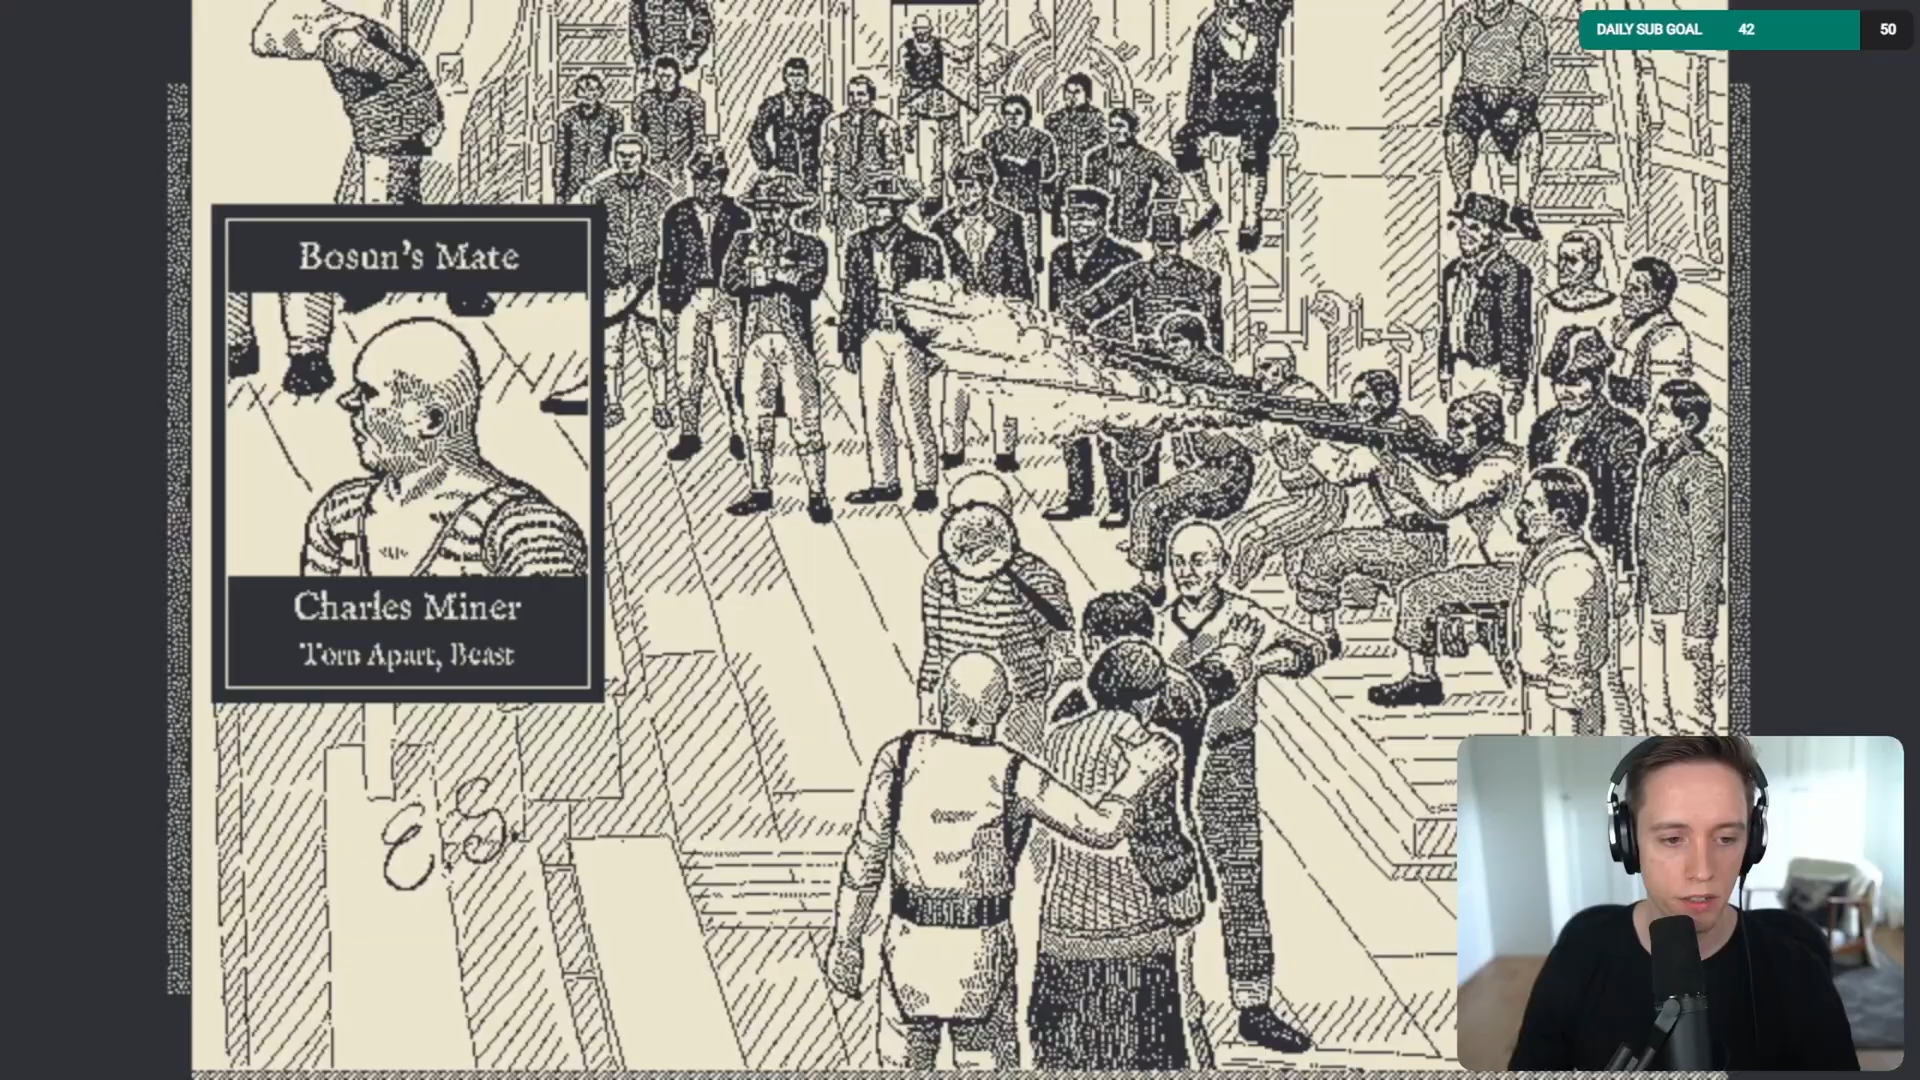 DAILY SUB GOAL 42 50
Bosun's Mate
Charles Miner
Torn Apart, Beast
E.S.